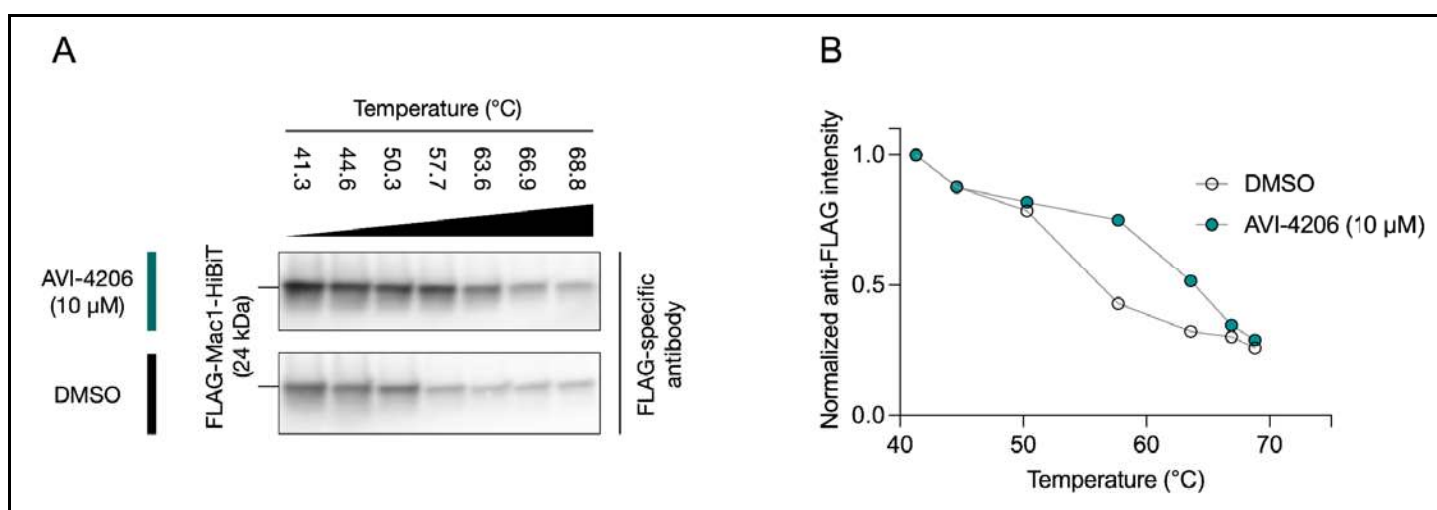 A
Temperature (°C)
41.3
44.6
50.3
57.7
63.6
66.9
68.8
AVI-4206
(10 µM)
DMSO
FLAG-Mac1-HiBiT
(24 kDa)
FLAG-specific
antibody
B
Normalized anti-FLAG intensity
1.0
0.5
0.0
40
50
60
70
Temperature (°C)
DMSO
AVI-4206 (10 µM)